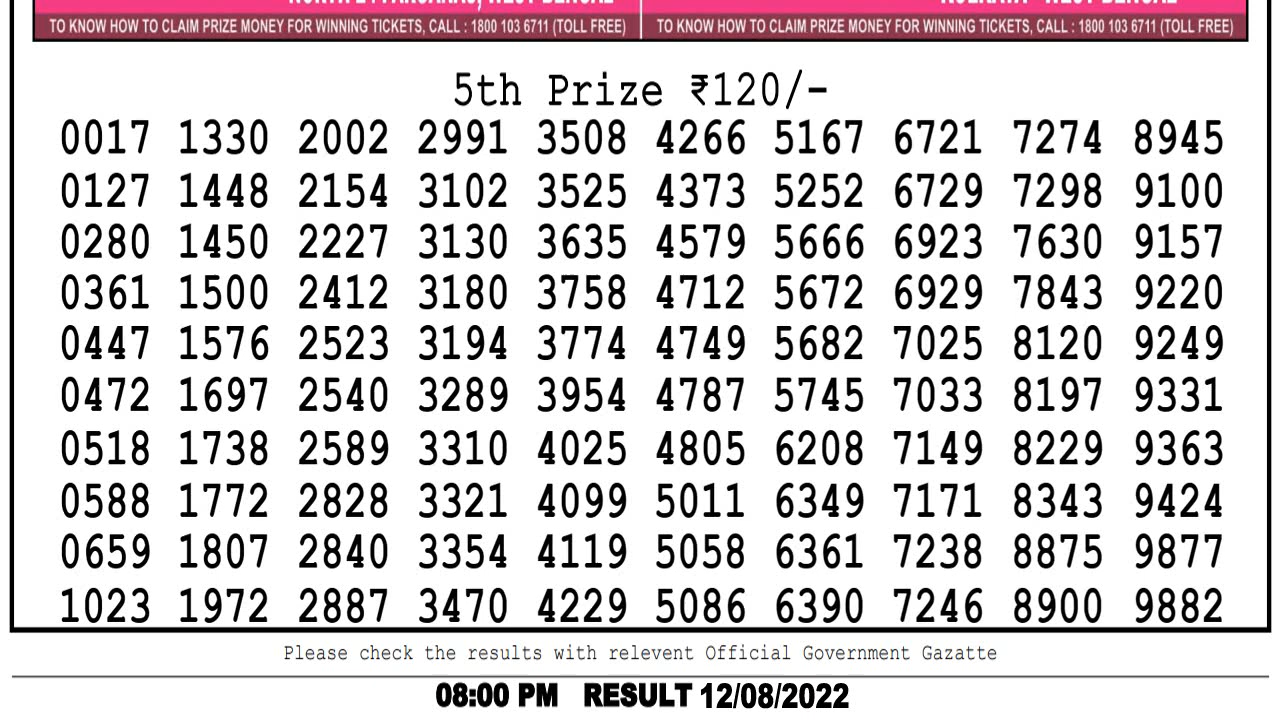 TO KNOW HOW TO CLAIM PRIZE MONEY FOR WINNING TICKETS, CALL : 1800 103 6711 (TOLL FREE) TO KNOW HOW TO CLAIM PRIZE MONEY FOR WINNING TICKETS, CALL : 1800 103 6711 (TOLL FREE)
5th Prize ₹120/-
0017 1330 2002 2991 3508 4266 5167 6721 7274 8945
0127 1448 2154 3102 3525 4373 5252 6729 7298 9100
0280 1450 2227 3130 3635 4579 5666 6923 7630 9157
0361 1500 2412 3180 3758 4712 5672 6929 7843 9220
0447 1576 2523 3194 3774 4749 5682 7025 8120 9249
0472 1697 2540 3289 3954 4787 5745 7033 8197 9331
0518 1738 2589 3310 4025 4805 6208 7149 8229 9363
0588 1772 2828 3321 4099 5011 6349 7171 8343 9424
0659 1807 2840 3354 4119 5058 6361 7238 8875 9877
1023 1972 2887 3470 4229 5086 6390 7246 8900 9882
Please check the results with relevent Official Government Gazatte
08:00 PM RESULT 12/08/2022